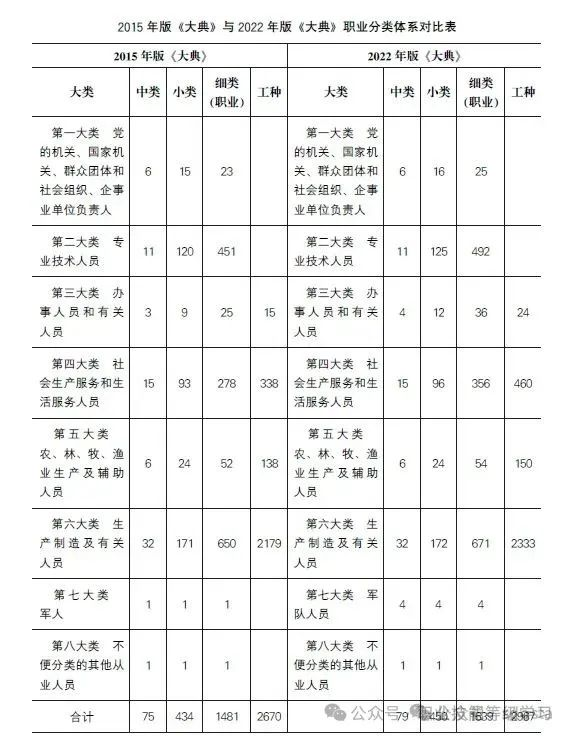 2015 年版《大典》与 2022 年版《大典》职业分类体系对比表
2015 年版《大典》 2022 年版《大典》
大类 中类 小类 细类(职业) 工种 大类 中类 小类 细类(职业) 工种
第一大类 党
的机关、国家机
关、群众团体和
社会组织、企事
业单位负责人
6 15 23
第一大类 党
的机关、国家机
关、群众团体和
社会组织、企事
业单位负责人
6 16 25
第二大类 专
业技术人员
11 120 451
第二大类 专
业技术人员
11 125 492
第三大类 办
事人员和有关
人员
3 9 25 15
第三大类 办
事人员和有关
人员
4 12 36 24
第四大类 社
会生产服务和生
活服务人员
15 93 278 338
第四大类 社
会生产服务和生
活服务人员
15 96 356 460
第五大类
农、林、牧、渔
业生产及辅助
人员
6 24 52 138
第五大类
农、林、牧、渔
业生产及辅助
人员
6 24 54 150
第六大类 生
产制造及有关
人员
32 171 650 2179
第六大类 生
产制造及有关
人员
32 172 671 2333
第七大类
军人
1 1 1
第七大类 军
队人员
4 4 4
第八大类 不
便分类的其他从
业人员
1 1 1
第八大类 不
便分类的其他从
业人员
1 1 1
合计 75 434 1481 2670 79 450 1639 2967
公众号